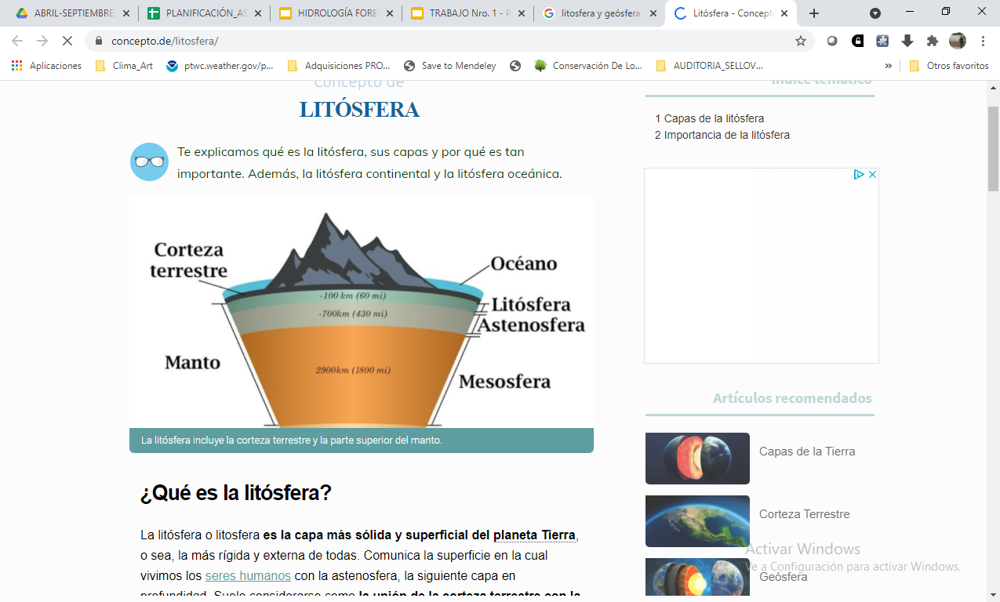 ABRIL-SEPTIEMBRE
PLANIFICACIÓN_AS
HIDROLOGÍA FORE
TRABAJO Nro. 1 - P
litosfera y geósfera
Litósfera - Concept
concepto.de/litosfera/
Aplicaciones
Clima_Art
ptwc.weather.gov/p...
Adquisiciones PRO...
Save to Mendeley
Conservación De Lo...
AUDITORIA_SELLOV...
»
Otros favoritos
Concepto de
LITÓSFERA
Te explicamos qué es la litósfera, sus capas y por qué es tan
importante. Además, la litósfera continental y la litósfera oceánica.
Corteza
terrestre
Océano
-100 km (60 mi)
Litósfera
-700km (430 mi)
Astenosfera
Manto
2900km (1800 mi)
Mesosfera
La litósfera incluye la corteza terrestre y la parte superior del manto.
¿Qué es la litósfera?
La litósfera o litosfera es la capa más sólida y superficial del planeta Tierra,
o sea, la más rígida y externa de todas. Comunica la superficie en la cual
vivimos los seres humanos con la astenosfera, la siguiente capa en
profundidad. Suele considerarse como la unión de la corteza terrestre con la
Índice temático
1 Capas de la litósfera
2 Importancia de la litósfera
Artículos recomendados
Capas de la Tierra
Corteza Terrestre
Geósfera
Activar Windows
Ve a Configuración para activar Windows.